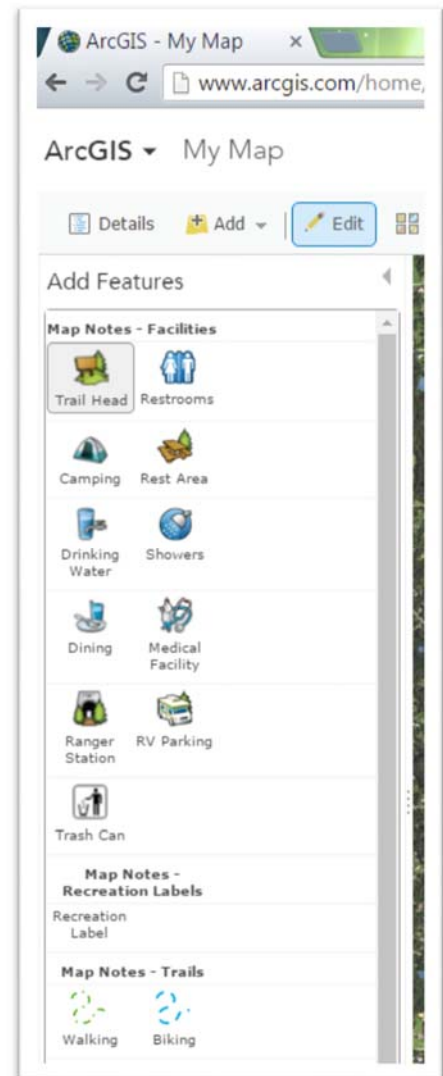 ArcGIS - My Map ×
www.arcgis.com/home/
ArcGIS My Map
Details Add Edit
Add Features
Map Notes - Facilities
Trail Head Restrooms
Camping Rest Area
Drinking Water Showers
Dining Medical Facility
Ranger Station RV Parking
Trash Can
Map Notes -
Recreation Labels
Recreation
Label
Map Notes - Trails
Walking Biking